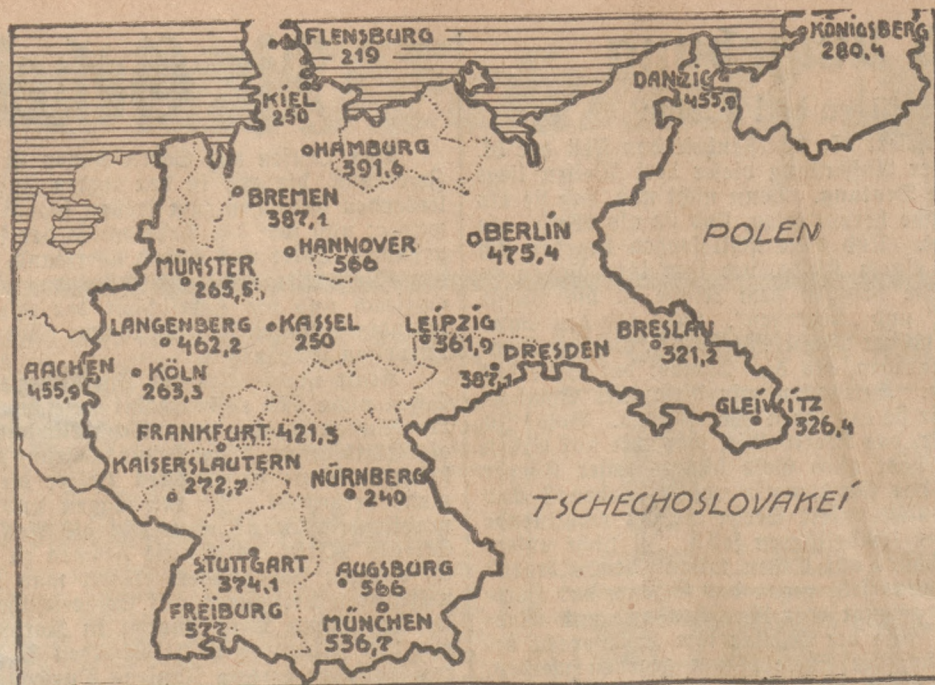 FLENSBURG
219
KÖNIGSBERG
280,4
DANZIG
455,9
KIEL
250
HAMBURG
391,6
BREMEN
387,1
HANNOVER
566
BERLIN
475,4
POLEN
MÜNSTER
265,5
LANGENBERG
462,2
KASSEL
250
LEIPZIG
361,9
DRESDEN
387,1
BRESLAU
321,2
AACHEN
455,9
KÖLN
263,3
GLEIWITZ
326,4
FRANKFURT 421,3
KAISERSLAUTERN
272,7
NÜRNBERG
240
TSCHECHOSLOVAKEI
STUTTGART
374,1
AUGSBURG
566
FREIBURG
577
MÜNCHEN
536,7